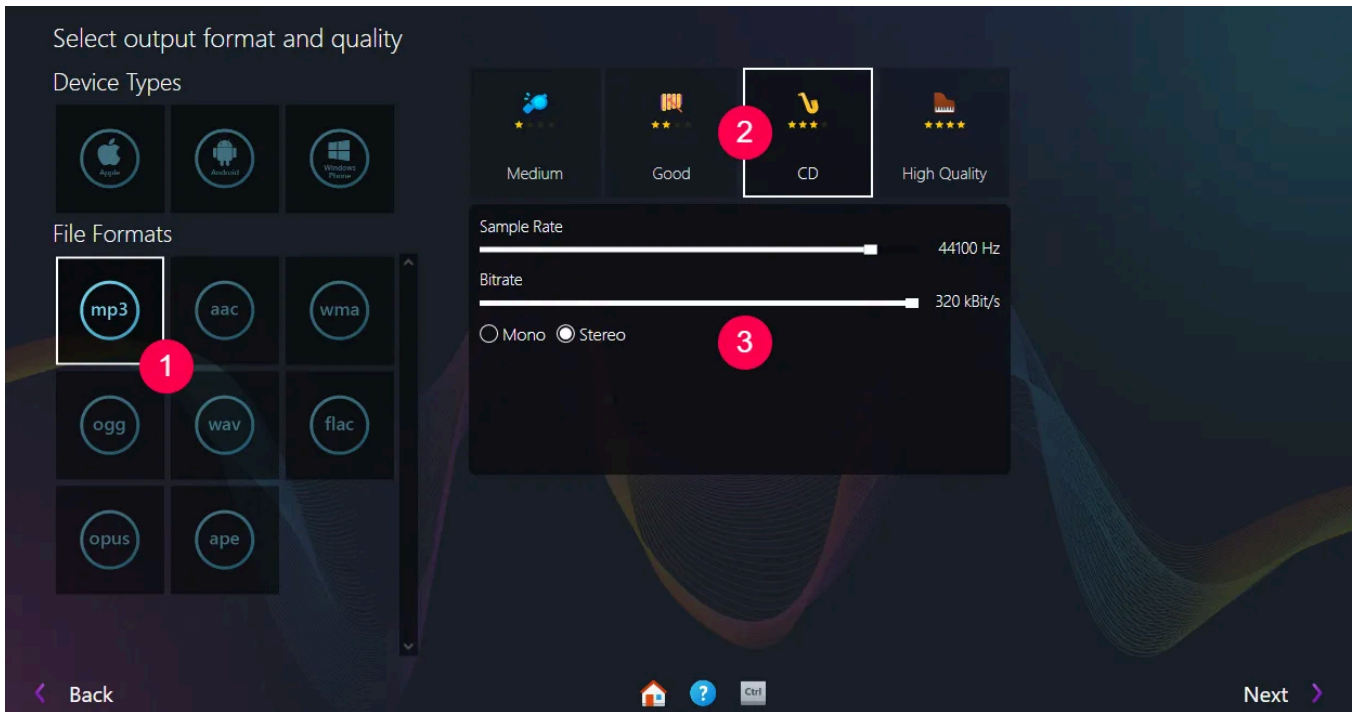 Select output format and quality
Device Types
Apple
Android
Windows
Phone
File Formats
mp3
aac
wma
ogg
wav
flac
opus
ape
1
Medium
Good
2
CD
High Quality
Sample Rate
44100 Hz
Bitrate
320 kBit/s
Mono
Stereo
3
Back
?
Ctrl
Next